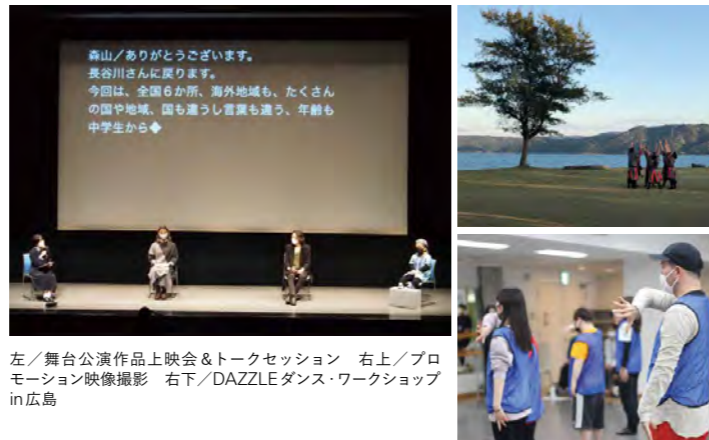 森山／ありがとうございます。
長谷川さんに戻ります。
今回は、全国6か所、海外地域も、たくさん
の国や地域、国も違うし言葉も違う、年齢も
中学生から◆
左／舞台公演作品上映会＆トークセッション　右上／プロ
モーション映像撮影　右下／DAZZLEダンス・ワークショップ
in広島